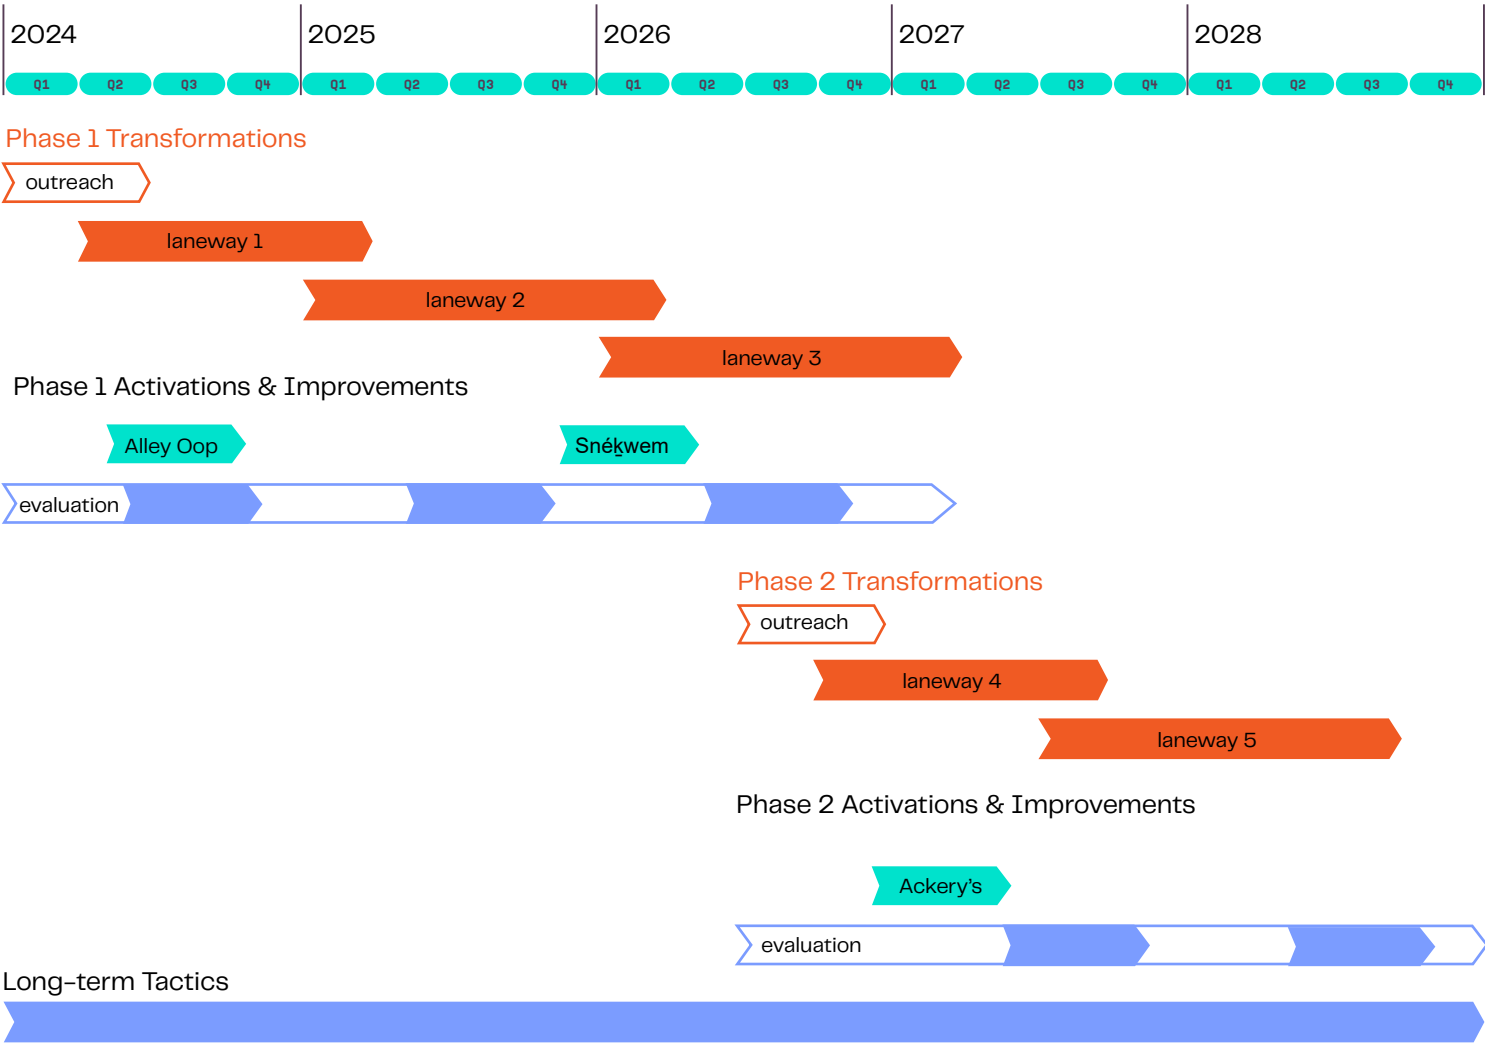 2024 2025 2026 2027 2028
Q1 Q2 Q3 Q4 Q1 Q2 Q3 Q4 Q1 Q2 Q3 Q4 Q1 Q2 Q3 Q4 Q1 Q2 Q3 Q4
Phase 1 Transformations
outreach
laneway 1
laneway 2
laneway 3
Phase 1 Activations & Improvements
Alley Oop Snéḵwem
evaluation
Phase 2 Transformations
outreach
laneway 4
laneway 5
Phase 2 Activations & Improvements
Ackery’s
evaluation
Long-term Tactics